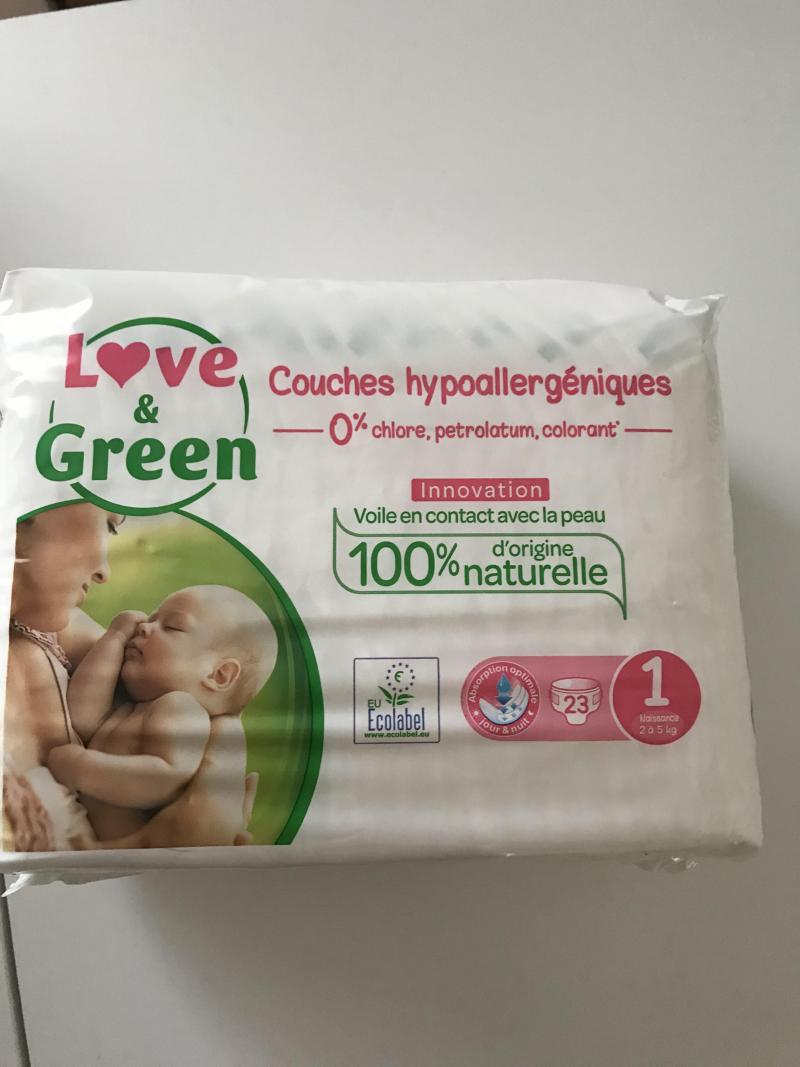 Love
&
Green
Couches hypoallergéniques
0% chlore, petrolatum, colorant*
Innovation
Voile en contact avec la peau
100% d'origine
naturelle
EU
Ecolabel
www.ecolabel.eu
Absorption optimale
jour & nuit
23
1
Naissance
2 à 5 kg